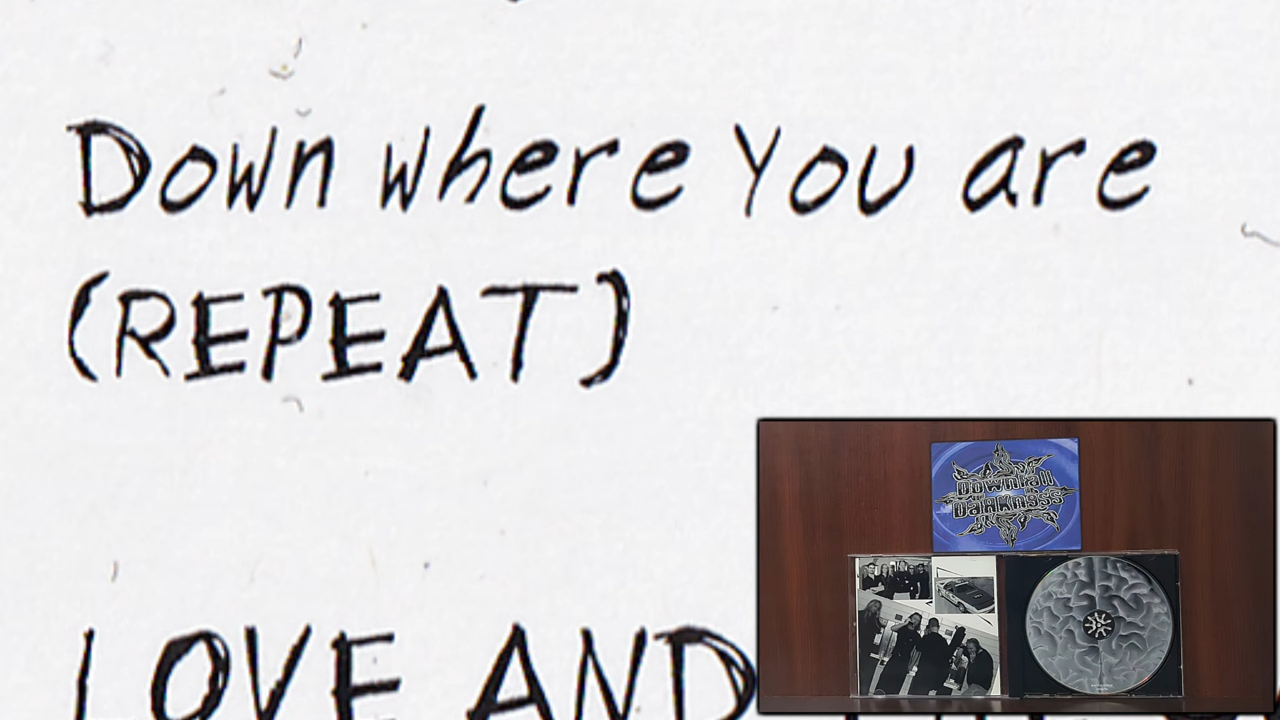 Down where You are
(REPEAT)
LOVE AND
Downfall
Darkness